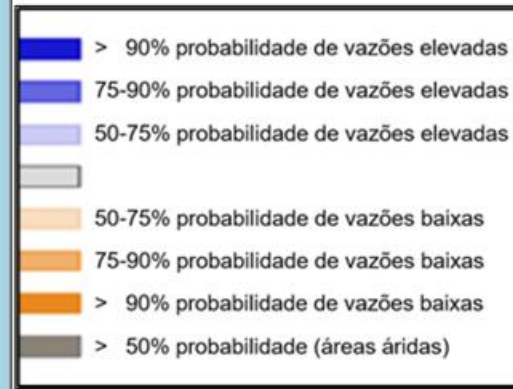 > 90% probabilidade de vazões elevadas
75-90% probabilidade de vazões elevadas
50-75% probabilidade de vazões elevadas
50-75% probabilidade de vazões baixas
75-90% probabilidade de vazões baixas
> 90% probabilidade de vazões baixas
> 50% probabilidade (áreas áridas)